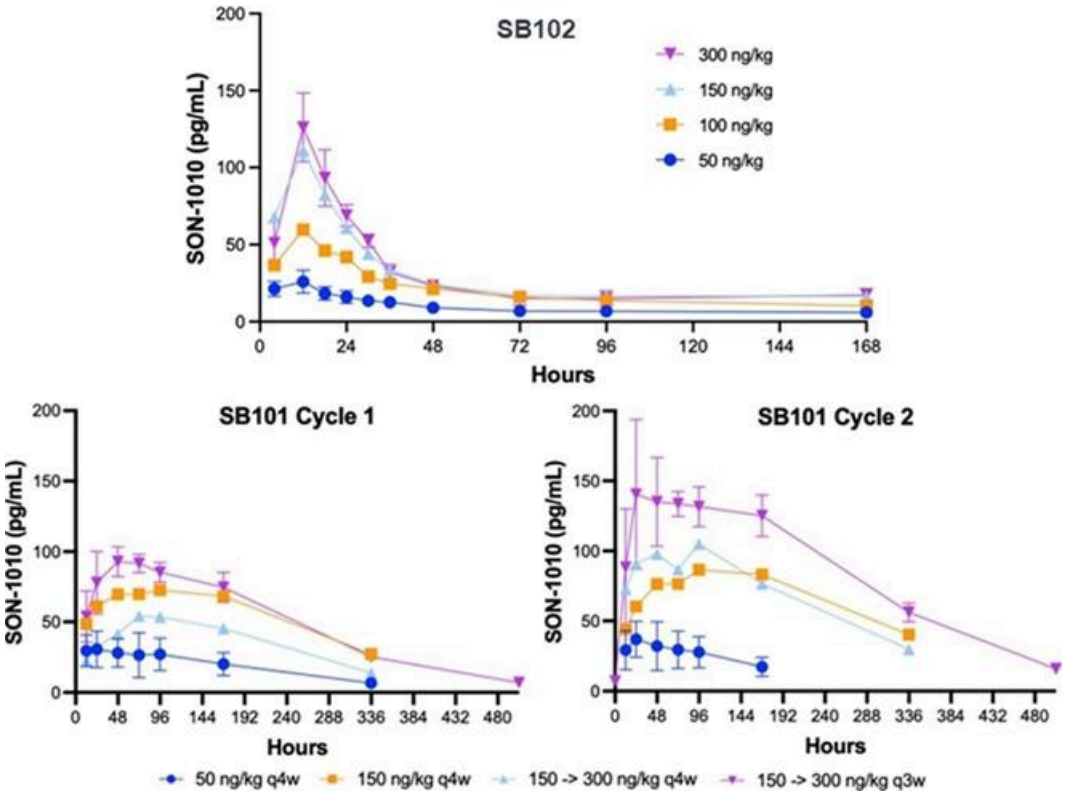 SB102
200
150
100
50
0
SON-1010 (pg/mL)
300 ng/kg
150 ng/kg
100 ng/kg
50 ng/kg
0 24 48 72 96 120 144 168
Hours
SB101 Cycle 1
200
150
100
50
0
SON-1010 (pg/mL)
0 48 96 144 192 240 288 336 384 432 480
Hours
SB101 Cycle 2
200
150
100
50
0
SON-1010 (pg/mL)
0 48 96 144 192 240 288 336 384 432 480
Hours
50 ng/kg q4w 150 ng/kg q4w 150 -> 300 ng/kg q4w 150 -> 300 ng/kg q3w